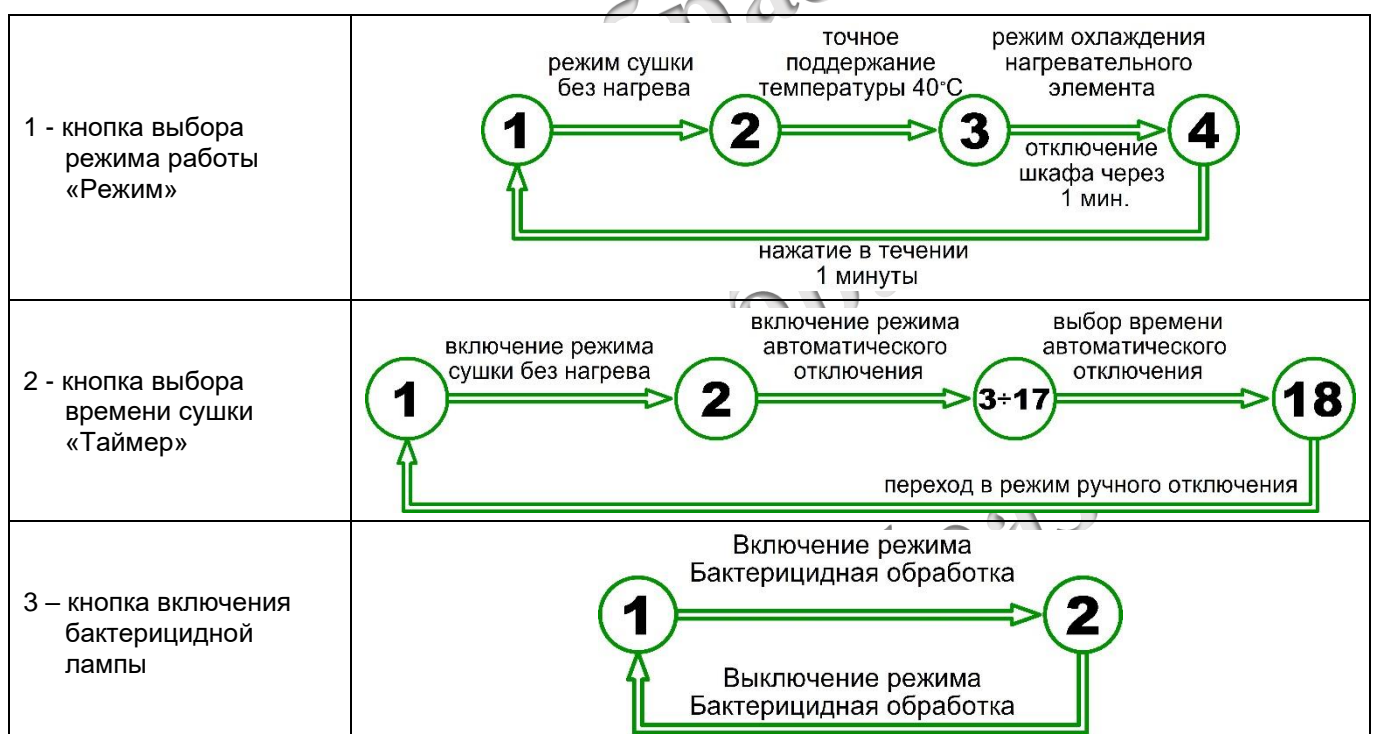 1 - кнопка выбора
режима работы
«Режим»
режим сушки
без нагрева
точное
поддержание
температуры 40°С
режим охлаждения
нагревательного
элемента
1
2
3
4
отключение
шкафа через
1 мин.
нажатие в течении
1 минуты
2 - кнопка выбора
времени сушки
«Таймер»
включение режима
сушки без нагрева
включение режима
автоматического
отключения
выбор времени
автоматического
отключения
1
2
3÷17
18
переход в режим ручного отключения
3 – кнопка включения
бактерицидной
лампы
Включение режима
Бактерицидная обработка
1
2
Выключение режима
Бактерицидная обработка